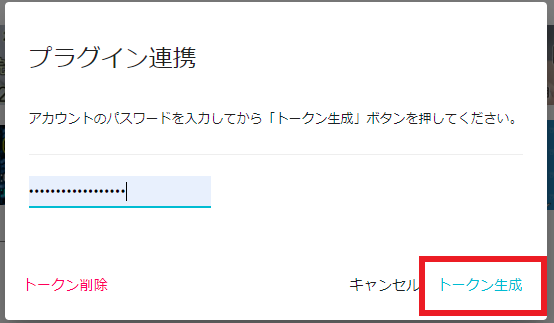 プラグイン連携
アカウントのパスワードを入力してから「トークン生成」ボタンを押してください。
••••••••••••••••••
トークン削除 キャンセル トークン生成